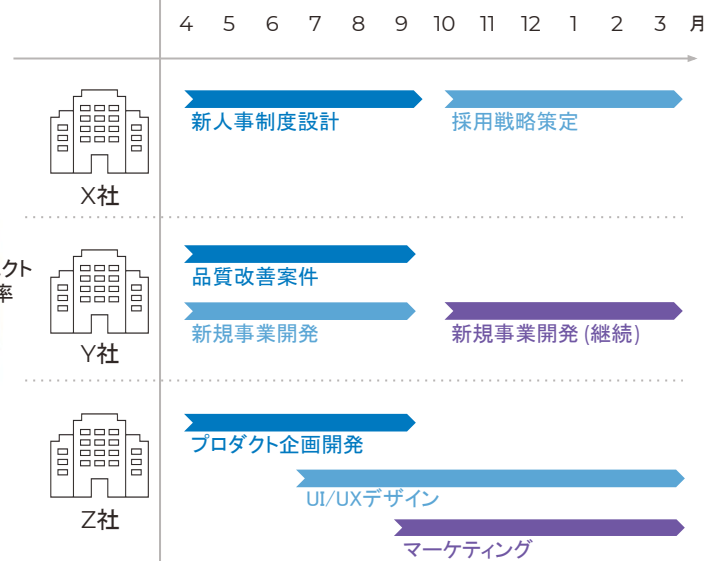 4 5 6 7 8 9 10 11 12 1 2 3 月
新人事制度設計
採用戦略策定
X社
クト
率
品質改善案件
新規事業開発
新規事業開発 (継続)
Y社
プロダクト企画開発
UI/UXデザイン
Z社
マーケティング